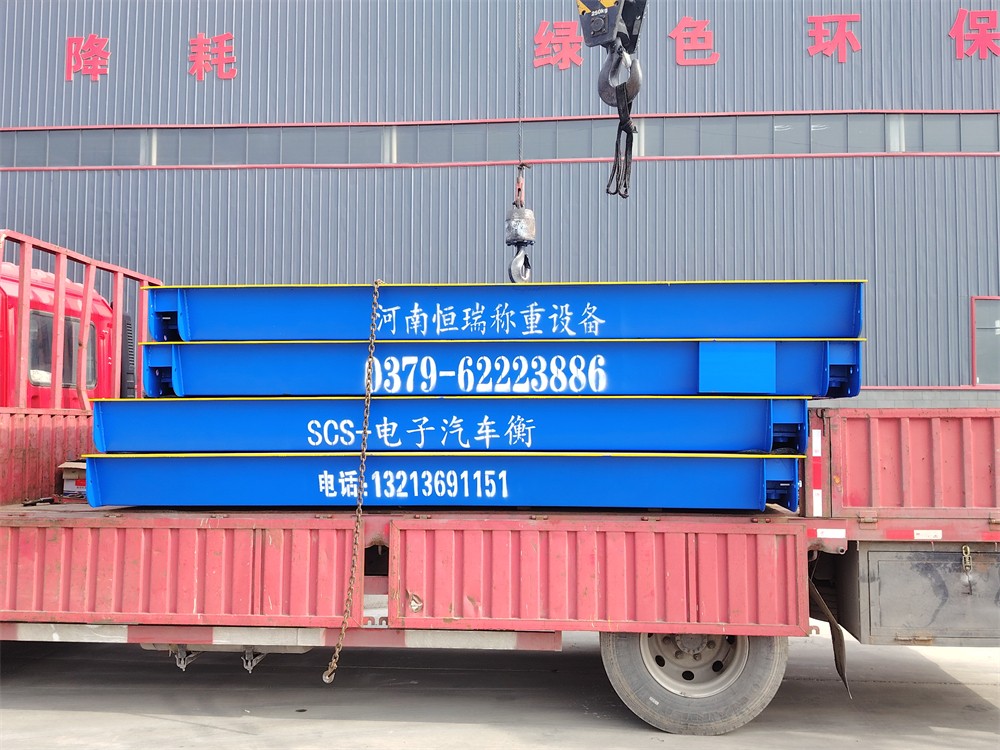 降耗 绿色环保
河南恒瑞称重设备
0379-62223886
SCS-电子汽车衡
电话:13213691151